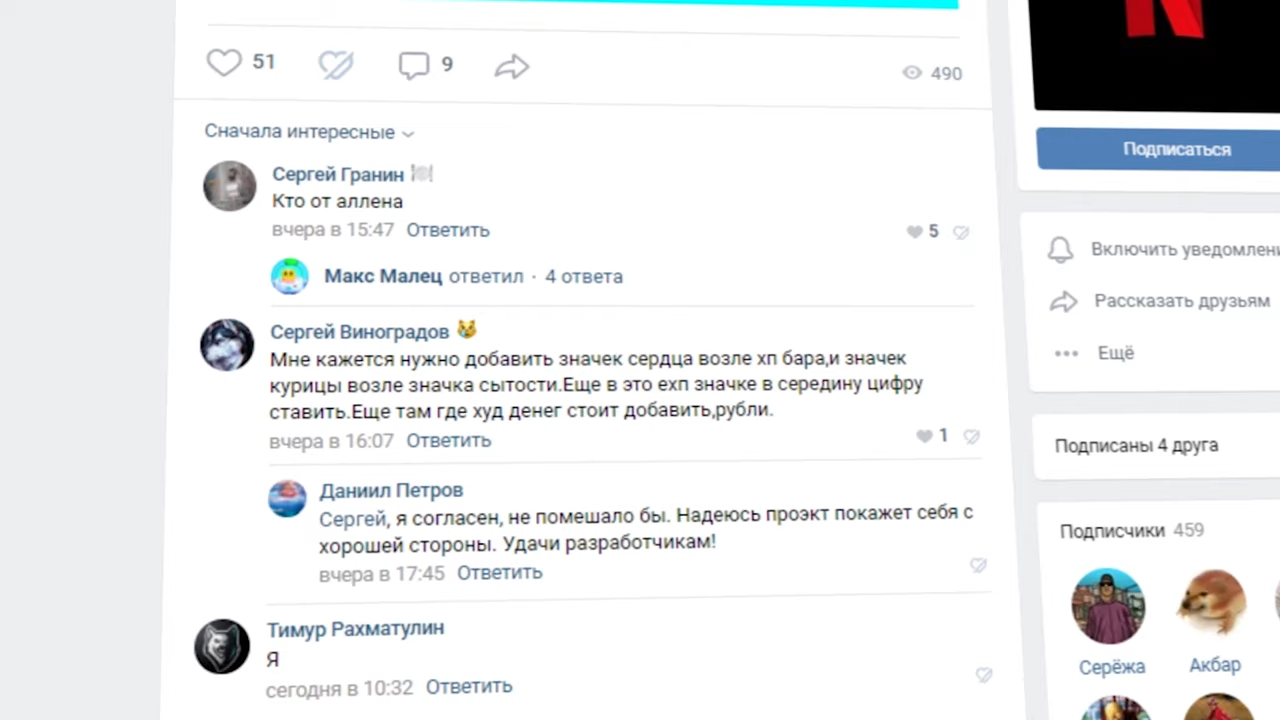 51
9
490
Сначала интересные
Сергей Гранин
Кто от аллена
вчера в 15:47 Ответить
5
Макс Малец ответил · 4 ответа
Сергей Виноградов
Мне кажется нужно добавить значек сердца возле хп бара,и значек
курицы возле значка сытости.Еще в это ехп значке в середину цифру
ставить.Еще там где худ денег стоит добавить,рубли.
вчера в 16:07 Ответить
1
Даниил Петров
Сергей, я согласен, не помешало бы. Надеюсь проэкт покажет себя с
хорошей стороны. Удачи разработчикам!
вчера в 17:45 Ответить
Тимур Рахматулин
Я
сегодня в 10:32 Ответить
Подписаться
Включить уведомлени
Рассказать друзьям
Ещё
Подписаны 4 друга
Подписчики 459
Серёжа
Акбар